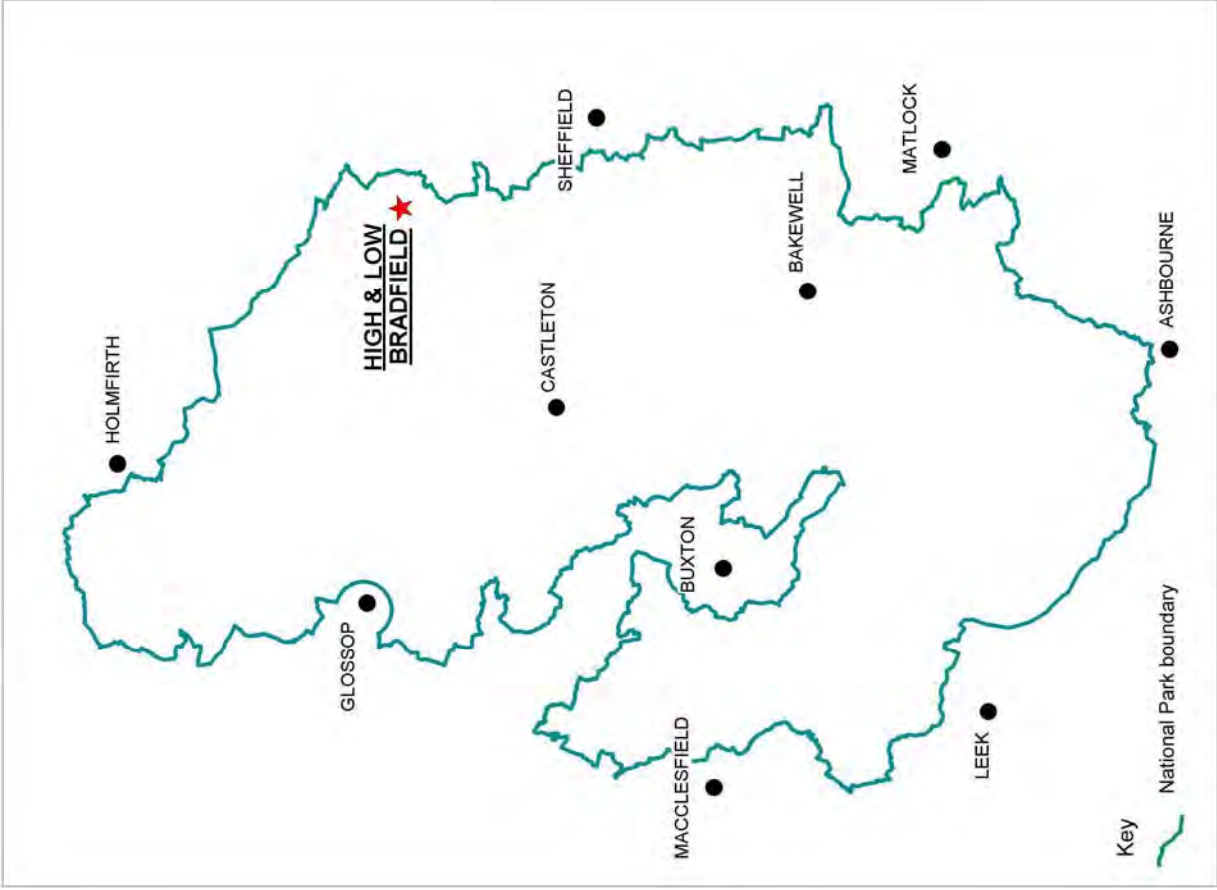 HOLMFIRTH
HIGH & LOW
BRADFIELD
SHEFFIELD
GLOSSOP
CASTLETON
BAKEWELL
MATLOCK
BUXTON
MACCLESFIELD
LEEK
ASHBOURNE
Key
National Park boundary